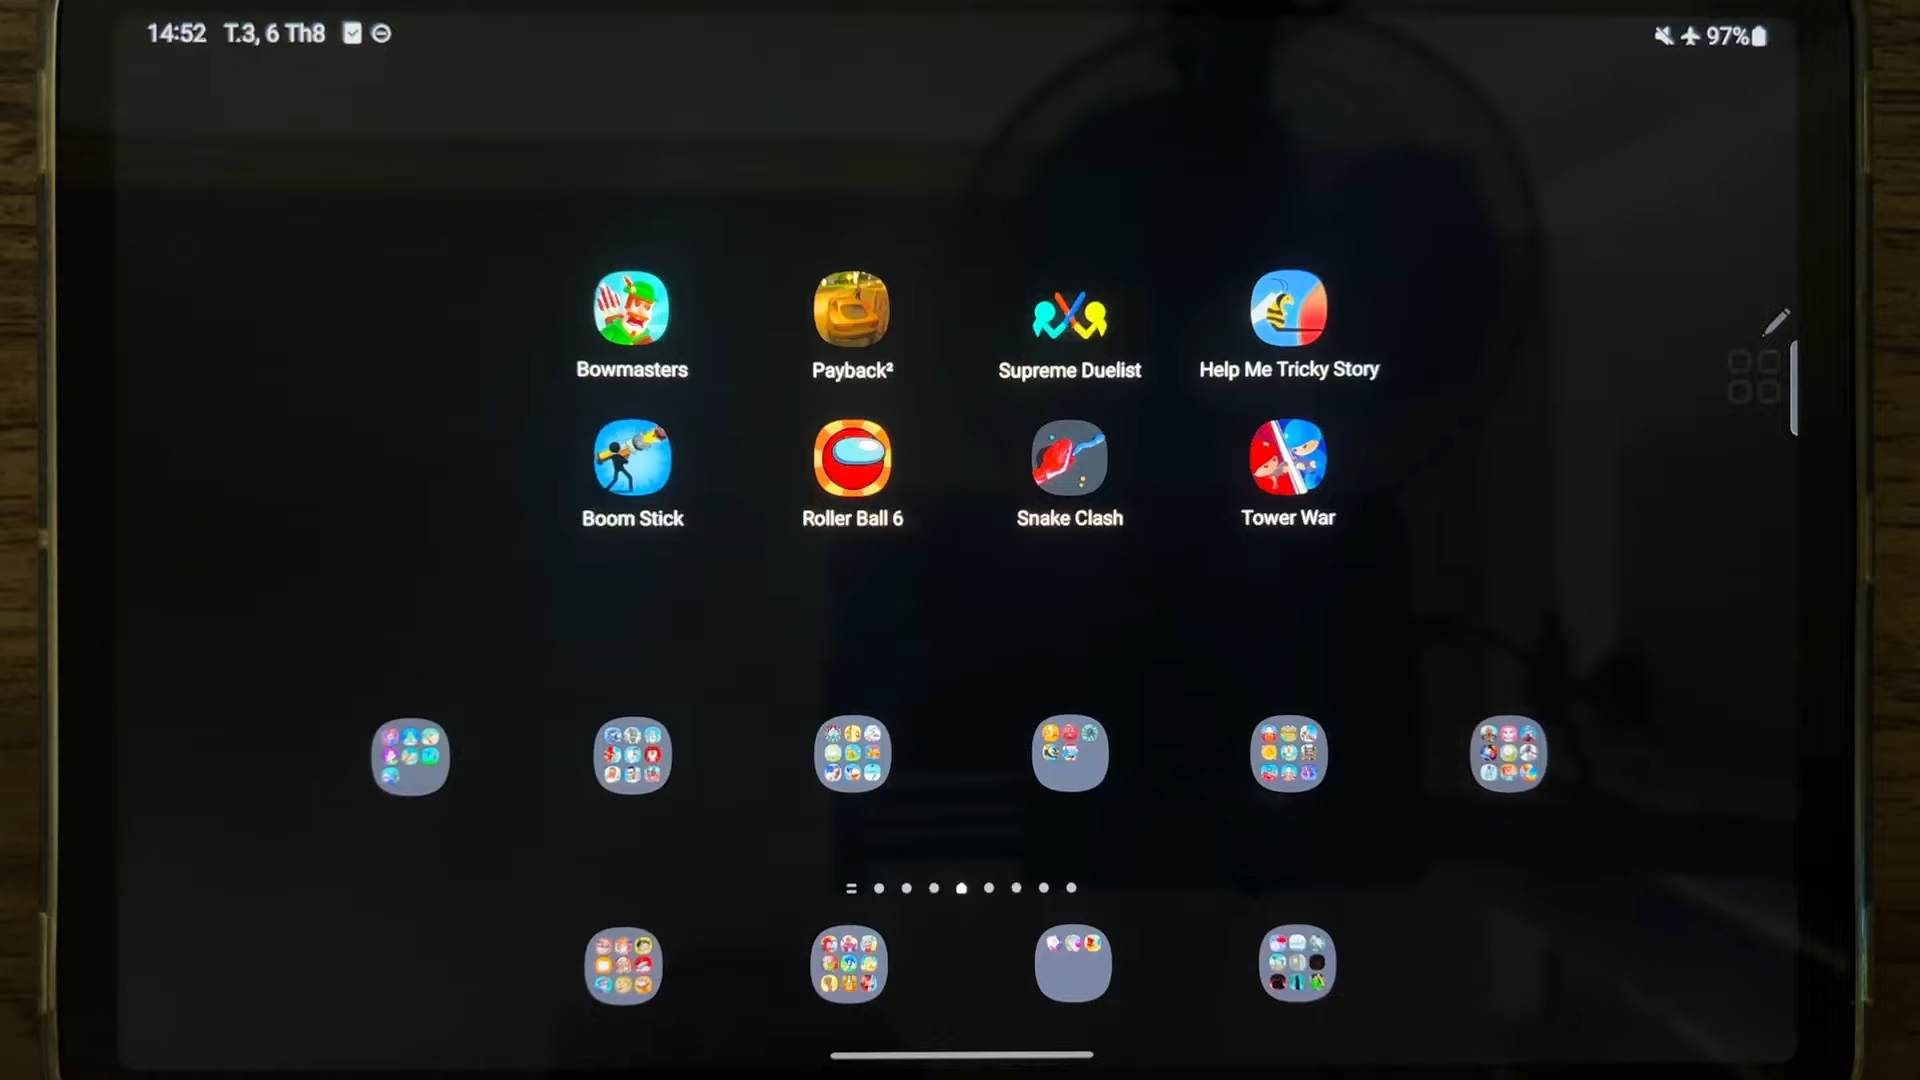 14:52 T.3, 6 Th8
97%
Bowmasters
Payback²
Supreme Duelist
Help Me Tricky Story
Boom Stick
Roller Ball 6
Snake Clash
Tower War